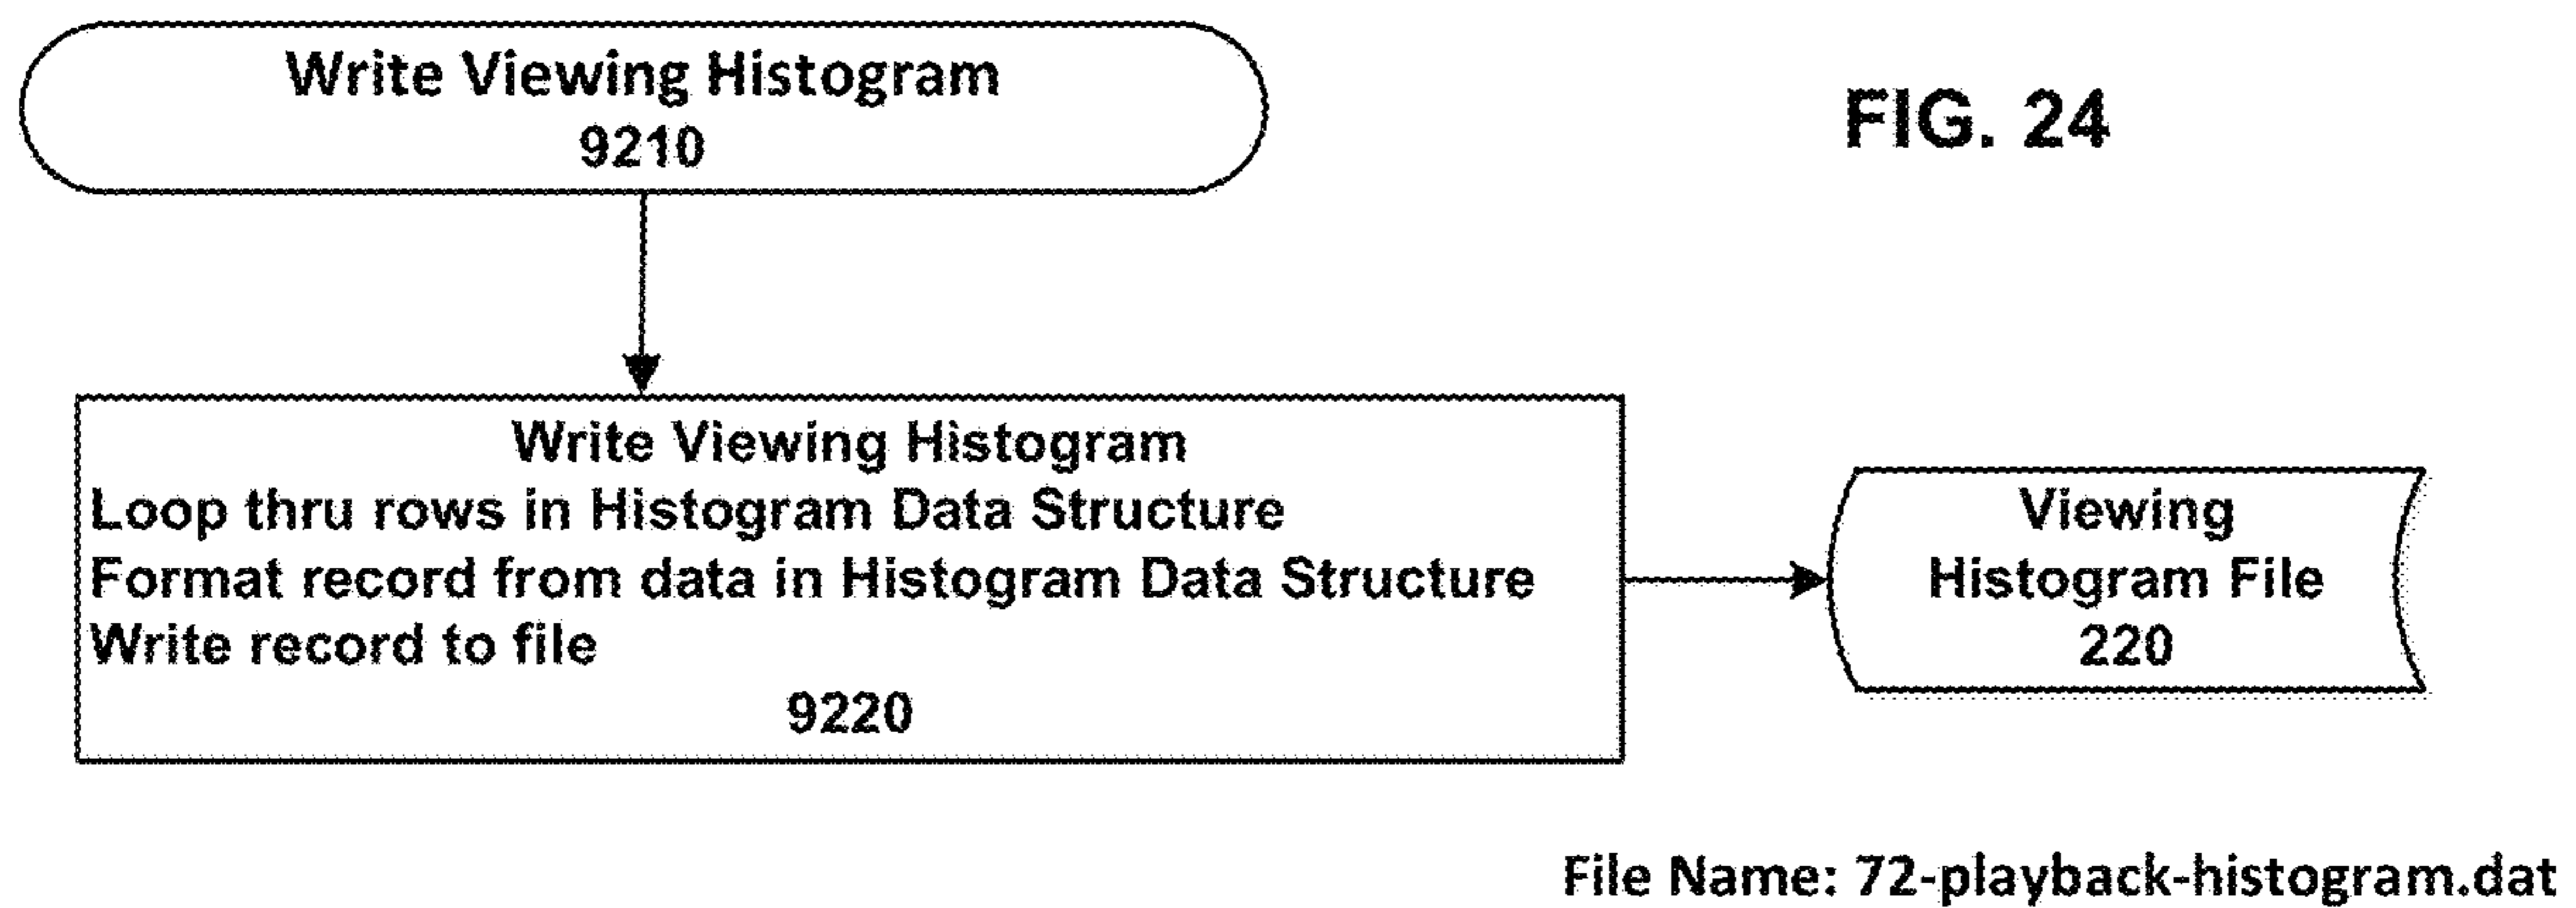 Write Viewing Histogram
9210
FIG. 24
Write Viewing Histogram
Loop thru rows in Histogram Data Structure
Format record from data in Histogram Data Structure
Write record to file
9220
Viewing
Histogram File
220
File Name: 72-playback-histogram.dat